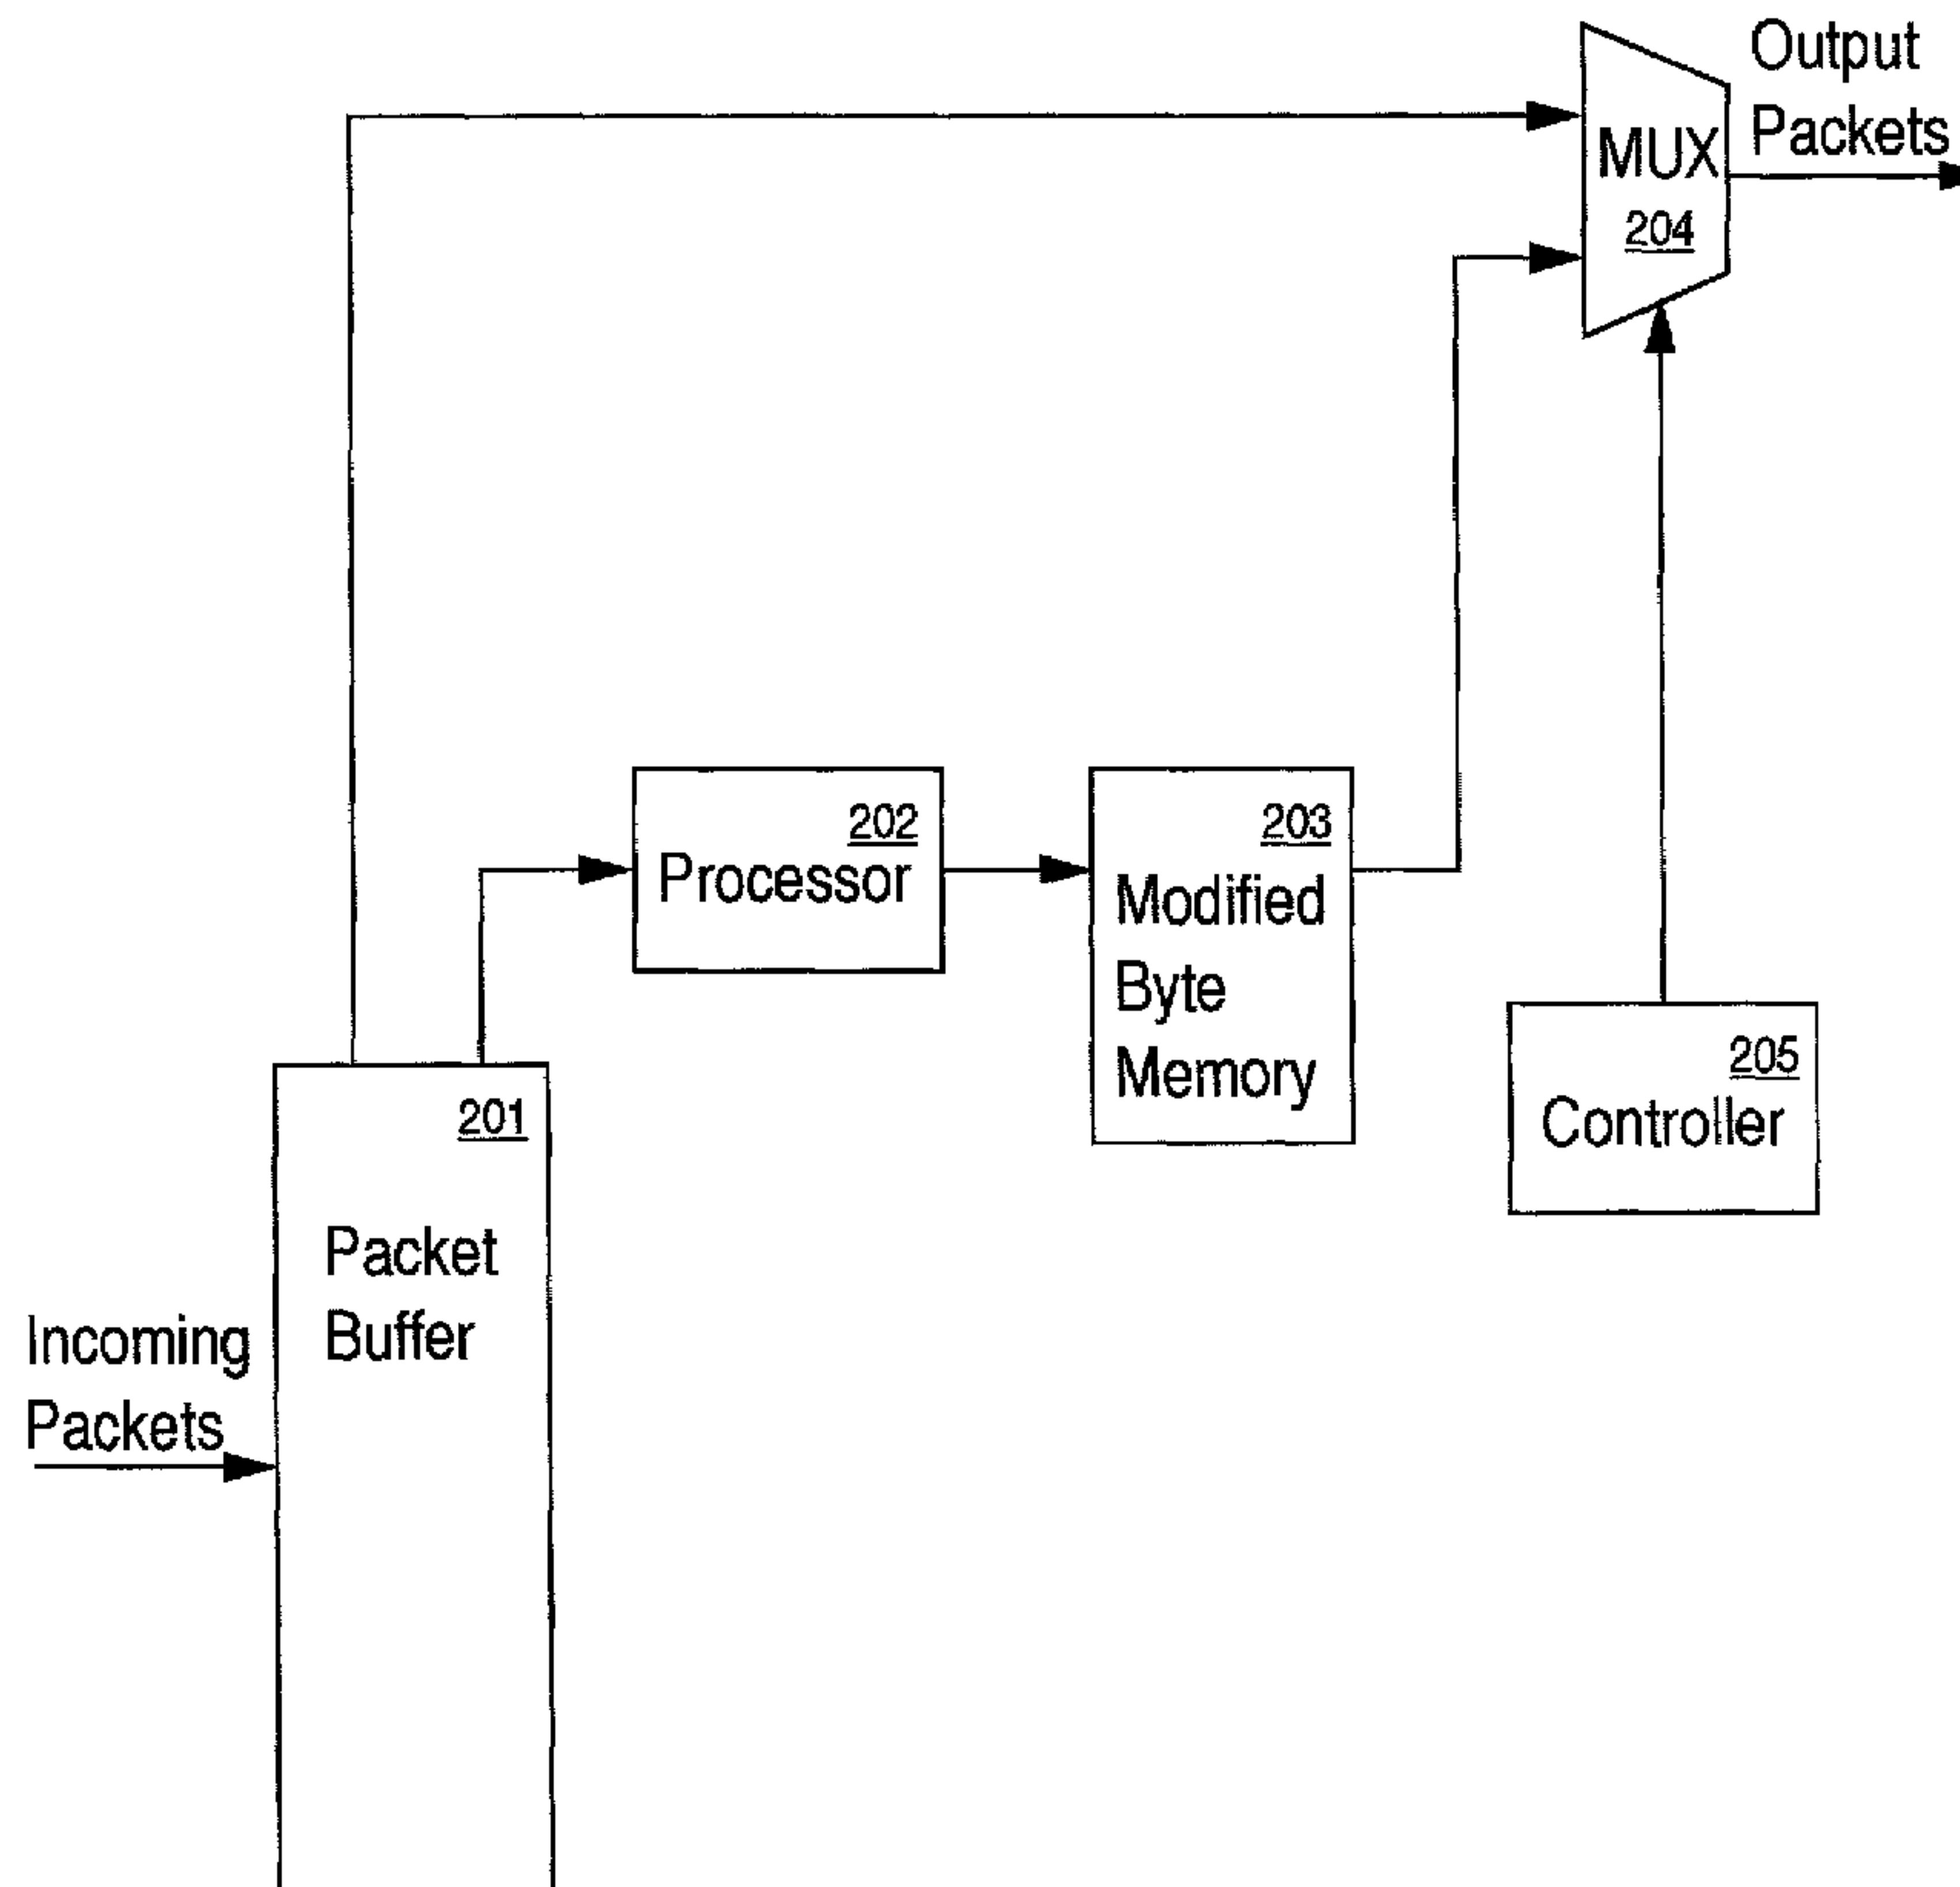 Output
Packets
MUX
204
202
Processor
203
Modified
Byte
Memory
205
Controller
201
Packet
Buffer
Incoming
Packets